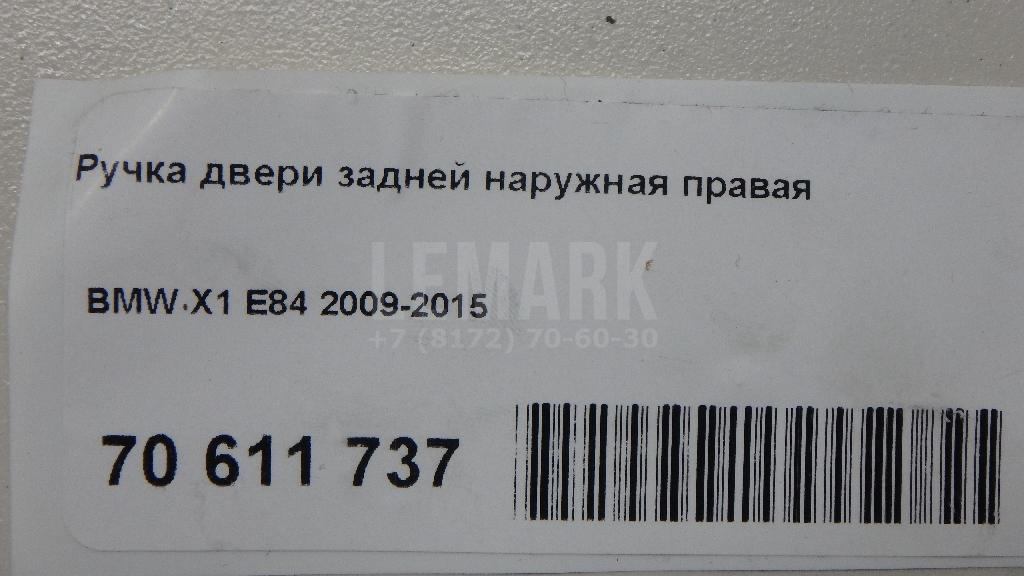 Ручка двери задней наружная правая
LEMARK
BMW X1 E84 2009-2015
+7 (8172) 70-60-30
70 611 737